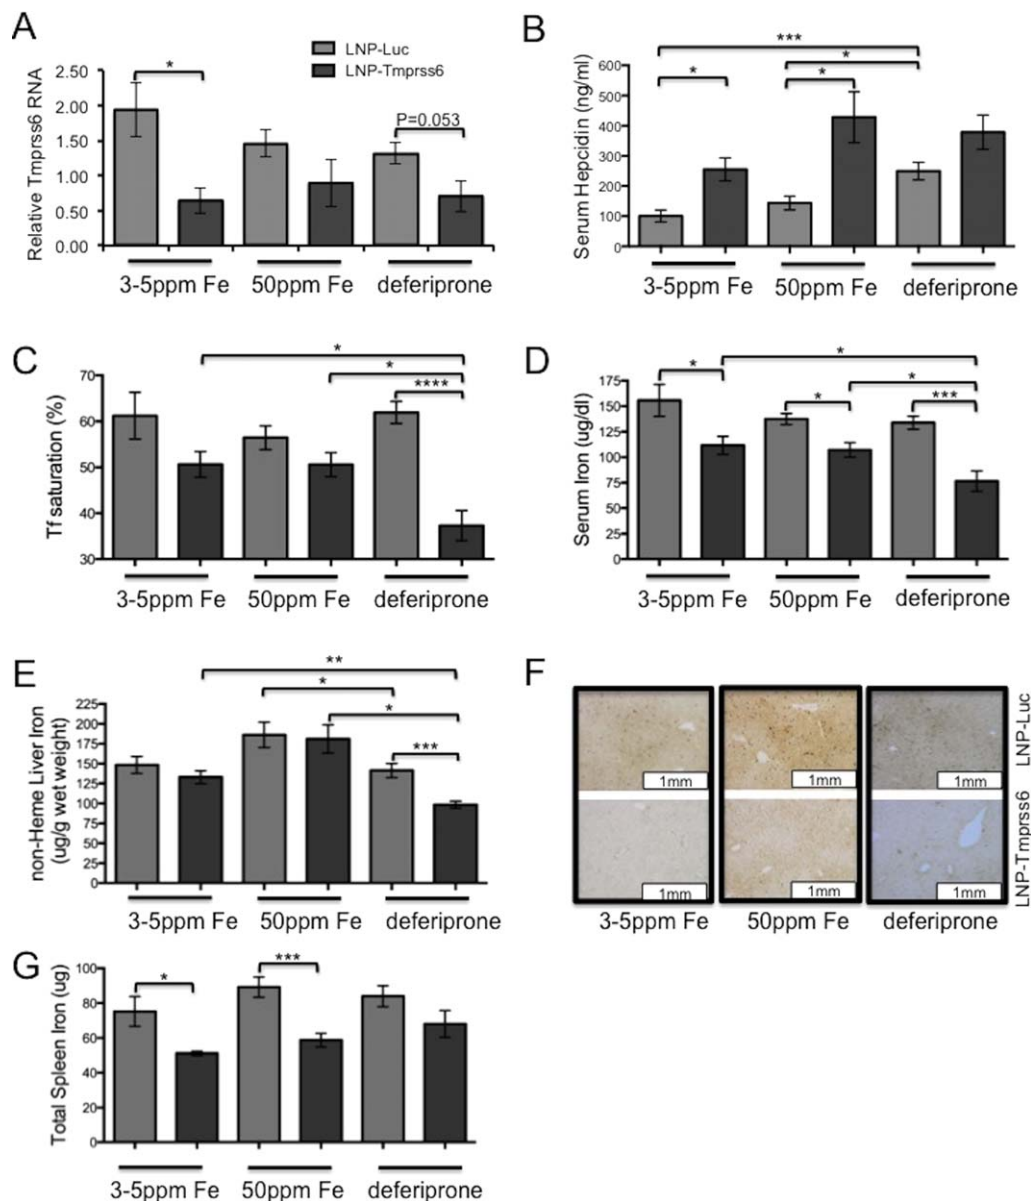 A
LNP-Luc
LNP-Tmprss6
Relative Tmprss6 RNA
2.50
2.00
1.50
1.00
0.50
0.00
*
P=0.053
3-5ppm Fe 50ppm Fe deferiprone
B
Serum Hepcidin (ng/ml)
600
500
400
300
200
100
0
***
*
*
*
3-5ppm Fe 50ppm Fe deferiprone
C
Tf saturation (%)
70
60
50
40
30
*
*
****
3-5ppm Fe 50ppm Fe deferiprone
D
Serum Iron (ug/dl)
175
150
125
100
75
50
25
0
*
*
*
*
***
3-5ppm Fe 50ppm Fe deferiprone
E
non-Heme Liver Iron
(ug/g wet weight)
225
200
175
150
125
100
75
50
25
0
**
*
*
***
3-5ppm Fe 50ppm Fe deferiprone
F
1mm 1mm 1mm
LNP-Luc
1mm 1mm 1mm
LNP-Tmprss6
3-5ppm Fe 50ppm Fe deferiprone
G
Total Spleen Iron (ug)
100
80
60
40
20
0
*
***
3-5ppm Fe 50ppm Fe deferiprone